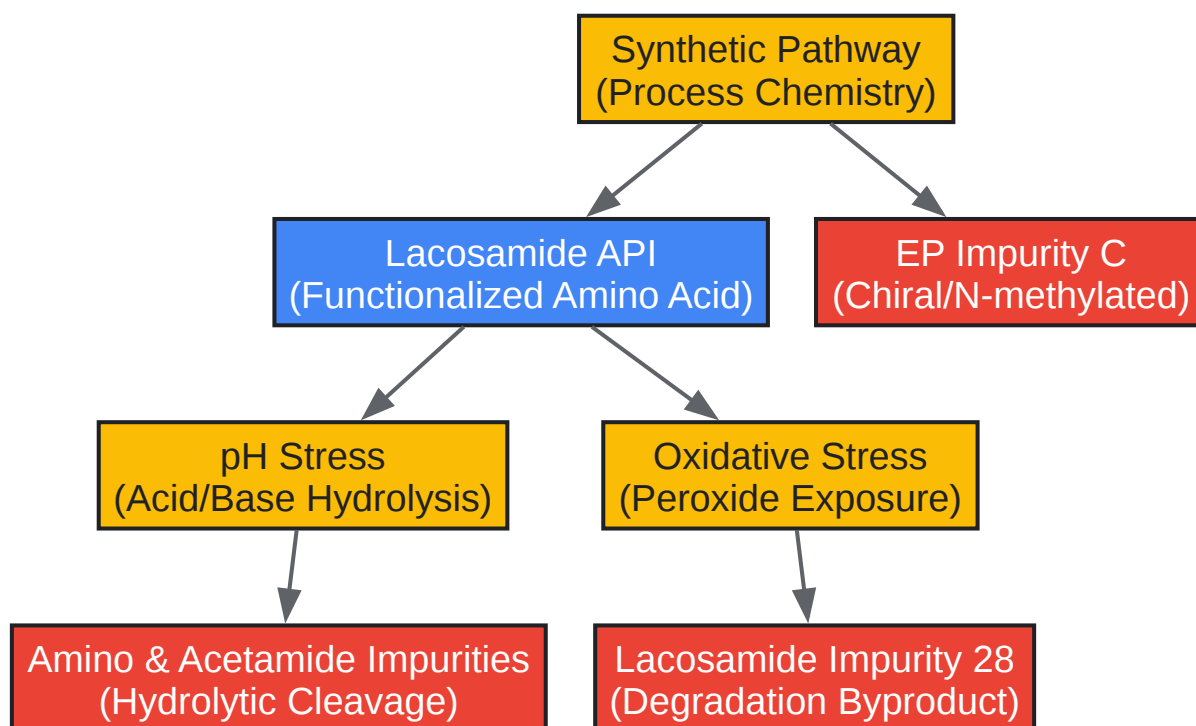 Synthetic Pathway
(Process Chemistry)
Lacosamide API
(Functionalized Amino Acid)
EP Impurity C
(Chiral/N-methylated)
pH Stress
(Acid/Base Hydrolysis)
Oxidative Stress
(Peroxide Exposure)
Amino & Acetamide Impurities
(Hydrolytic Cleavage)
Lacosamide Impurity 28
(Degradation Byproduct)